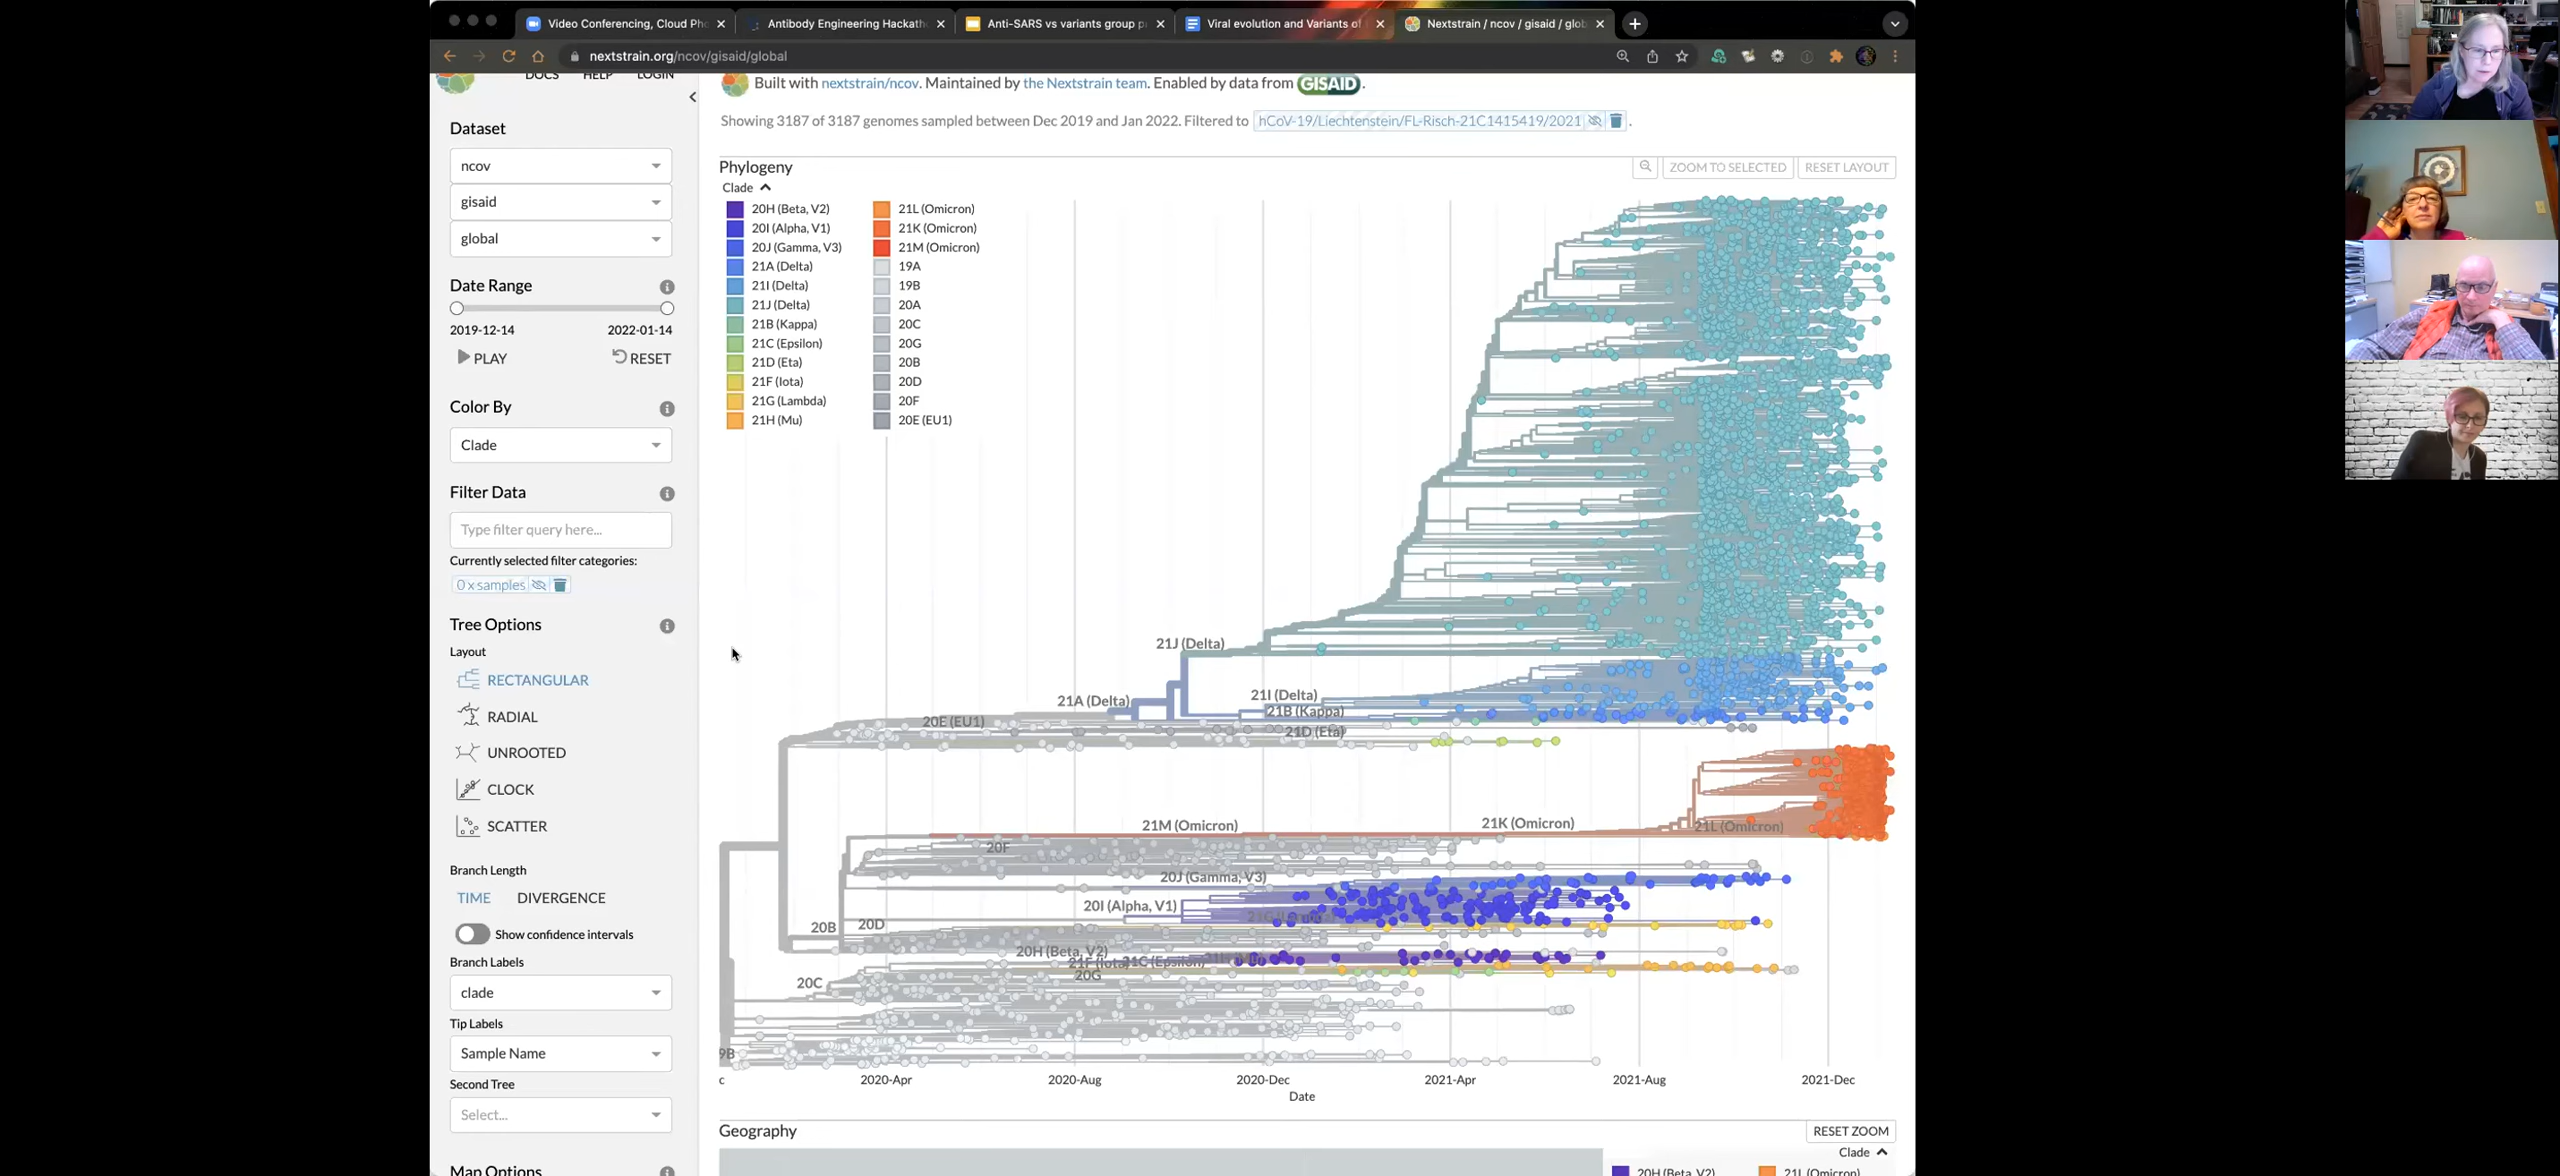 Video Conferencing, Cloud Ph
Antibody Engineering Hackath
Anti-SARS vs variants group p
Viral evolution and Variants of
Nextstrain / ncov / gisaid / glob
nextstrain.org/ncov/gisaid/global
DOCS HELP LOGIN
Built with nextstrain/ncov. Maintained by the Nextstrain team. Enabled by data from GISAID.
Showing 3187 of 3187 genomes sampled between Dec 2019 and Jan 2022. Filtered to hCoV-19/Liechtenstein/FL-Risch-21C1415419/2021 .
Dataset
ncov
gisaid
global
Date Range
2019-12-14 2022-01-14
PLAY RESET
Color By
Clade
Filter Data
Type filter query here...
Currently selected filter categories:
0 x samples
Tree Options
Layout
RECTANGULAR
RADIAL
UNROOTED
CLOCK
SCATTER
Branch Length
TIME DIVERGENCE
Show confidence intervals
Branch Labels
clade
Tip Labels
Sample Name
Second Tree
Select...
Map Options
Phylogeny
ZOOM TO SELECTED RESET LAYOUT
Clade
20H (Beta, V2)
20I (Alpha, V1)
20J (Gamma, V3)
21A (Delta)
21I (Delta)
21J (Delta)
21B (Kappa)
21C (Epsilon)
21D (Eta)
21F (Iota)
21G (Lambda)
21H (Mu)
21L (Omicron)
21K (Omicron)
21M (Omicron)
19A
19B
20A
20C
20G
20B
20D
20F
20E (EU1)
21J (Delta)
21A (Delta)
21I (Delta)
21B (Kappa)
20E (EU1)
21D (Eta)
21M (Omicron)
21K (Omicron)
21L (Omicron)
20F
20J (Gamma, V3)
20I (Alpha, V1)
20B
20D
20H (Beta, V2)
21F (Iota)
21C (Epsilon)
20G
20C
9B
c 2020-Apr 2020-Aug 2020-Dec 2021-Apr 2021-Aug 2021-Dec
Date
Geography
RESET ZOOM
Clade
20H (Beta, V2) 21L (Omicron)